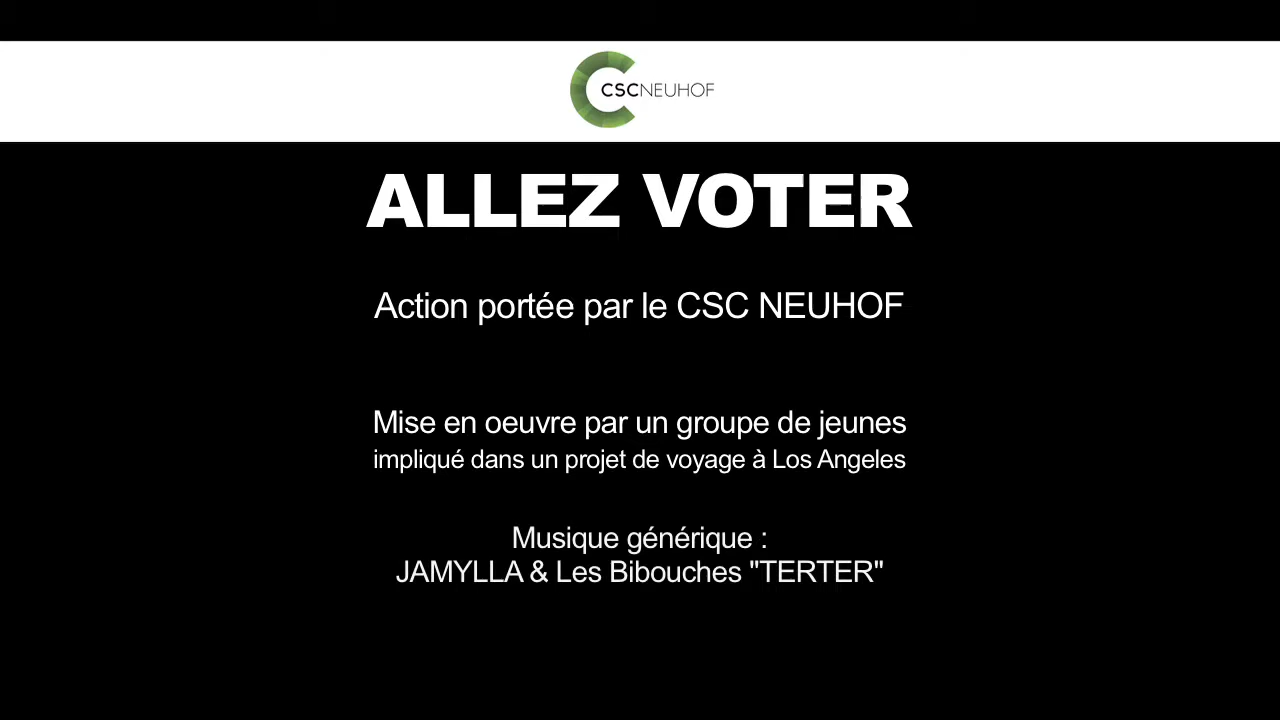 CSCNEUHOF
ALLEZ VOTER
Action portée par le CSC NEUHOF
Mise en oeuvre par un groupe de jeunes
impliqué dans un projet de voyage à Los Angeles
Musique générique :
JAMYLLA & Les Bibouches "TERTER"